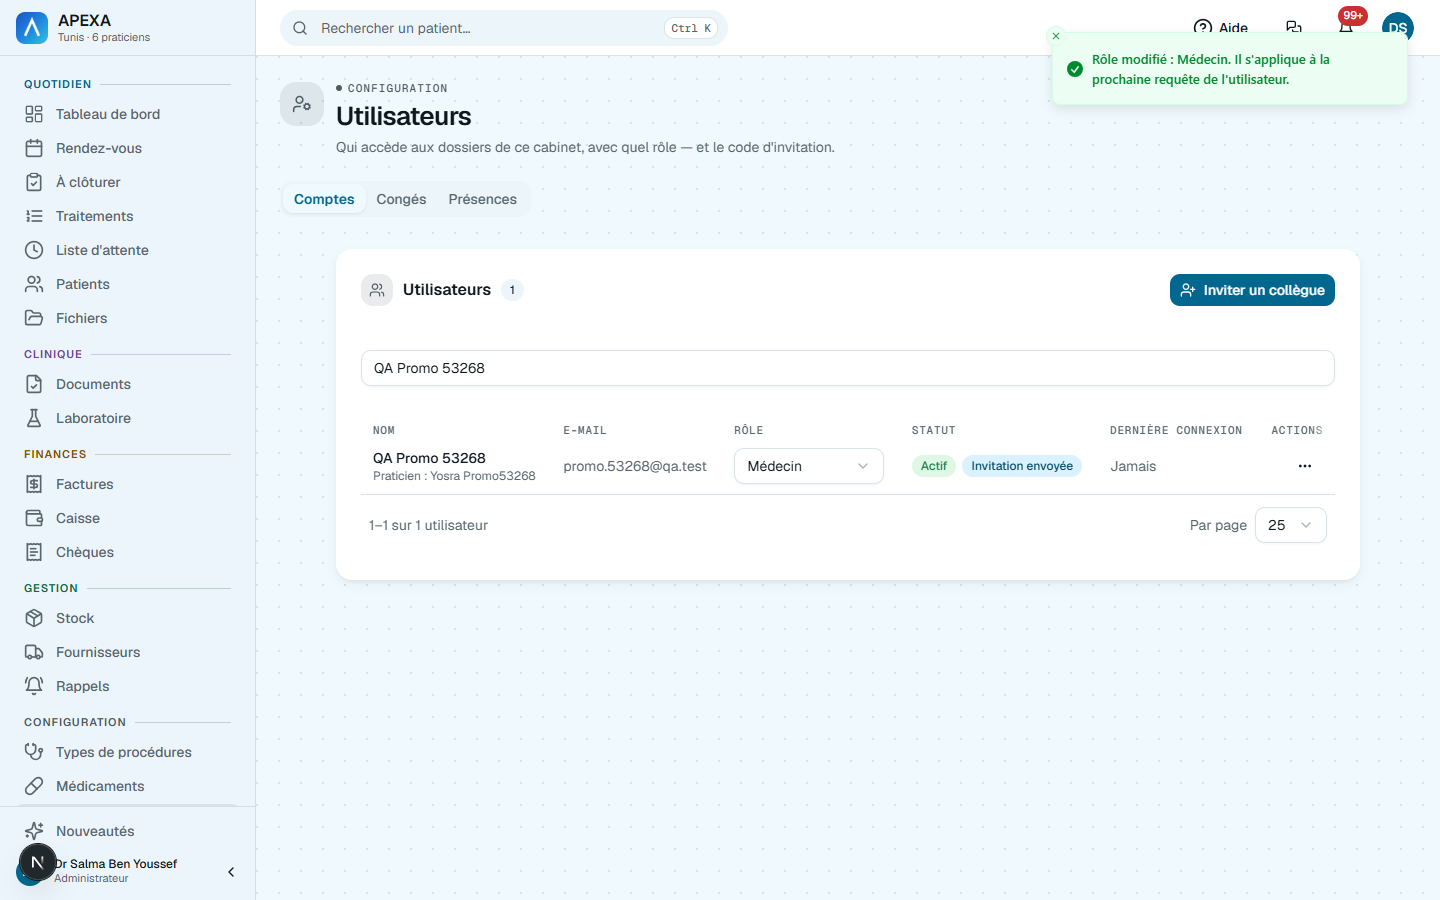 APEXA
Tunis · 6 praticiens
Rechercher un patient...
Ctrl K
Aide
99+
DS
Rôle modifié : Médecin. Il s'applique à la
prochaine requête de l'utilisateur.
QUOTIDIEN
Tableau de bord
Rendez-vous
À clôturer
Traitements
Liste d'attente
Patients
Fichiers
CLINIQUE
Documents
Laboratoire
FINANCES
Factures
Caisse
Chèques
GESTION
Stock
Fournisseurs
Rappels
CONFIGURATION
Types de procédures
Médicaments
Nouveautés
N
Dr Salma Ben Youssef
Administrateur
CONFIGURATION
Utilisateurs
Qui accède aux dossiers de ce cabinet, avec quel rôle — et le code d'invitation.
Comptes Congés Présences
Utilisateurs 1
Inviter un collègue
QA Promo 53268
NOM E-MAIL RÔLE STATUT DERNIÈRE CONNEXION ACTIONS
QA Promo 53268
Praticien : Yosra Promo53268
promo.53268@qa.test
Médecin
Actif Invitation envoyée
Jamais
1–1 sur 1 utilisateur
Par page 25